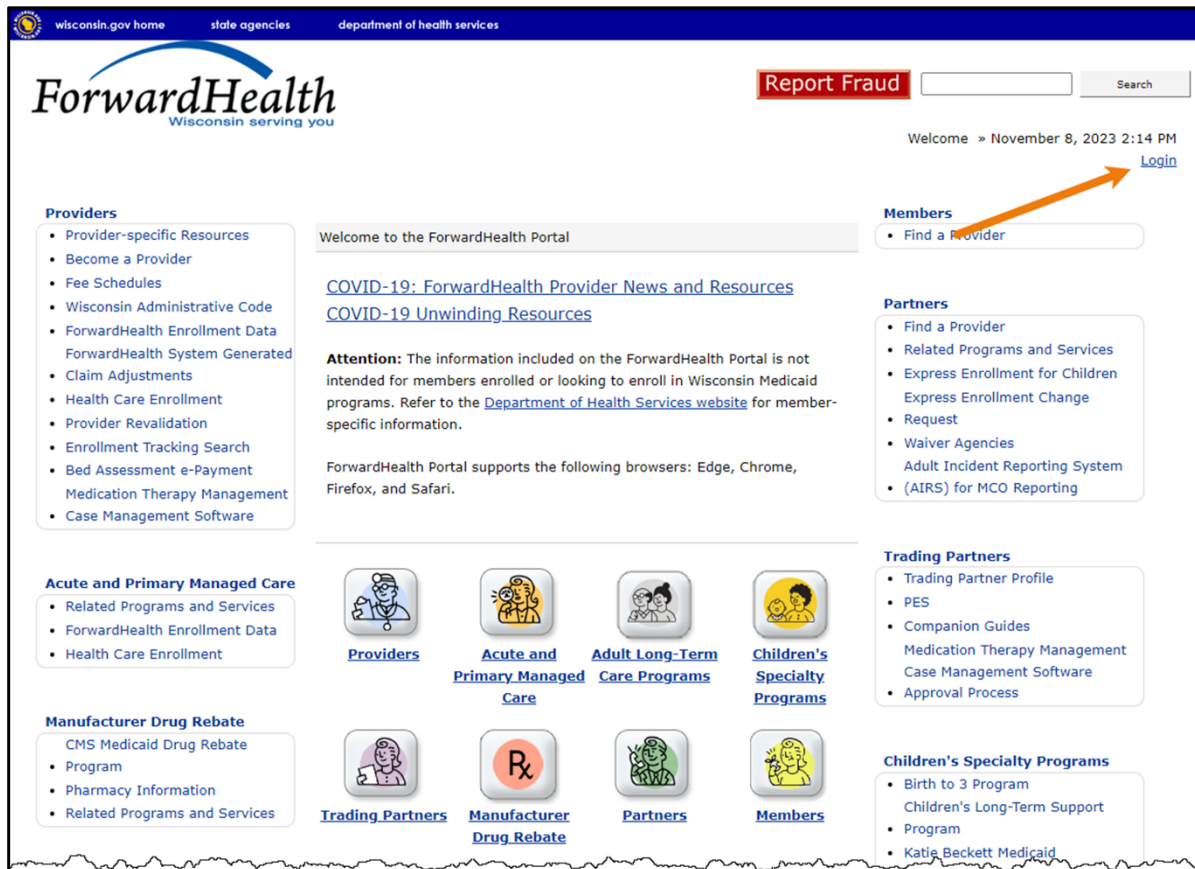 wisconsin.gov home state agencies department of health services
ForwardHealth
Wisconsin serving you
Report Fraud
Search
Welcome » November 8, 2023 2:14 PM
Login
Providers
• Provider-specific Resources
• Become a Provider
• Fee Schedules
• Wisconsin Administrative Code
• ForwardHealth Enrollment Data
ForwardHealth System Generated
• Claim Adjustments
• Health Care Enrollment
• Provider Revalidation
• Enrollment Tracking Search
• Bed Assessment e-Payment
Medication Therapy Management
• Case Management Software
Acute and Primary Managed Care
• Related Programs and Services
• ForwardHealth Enrollment Data
• Health Care Enrollment
Manufacturer Drug Rebate
CMS Medicaid Drug Rebate
• Program
• Pharmacy Information
• Related Programs and Services
Welcome to the ForwardHealth Portal
COVID-19: ForwardHealth Provider News and Resources
COVID-19 Unwinding Resources
Attention: The information included on the ForwardHealth Portal is not
intended for members enrolled or looking to enroll in Wisconsin Medicaid
programs. Refer to the Department of Health Services website for member-
specific information.
ForwardHealth Portal supports the following browsers: Edge, Chrome,
Firefox, and Safari.
Providers
Acute and
Primary Managed
Care
Adult Long-Term
Care Programs
Children's
Specialty
Programs
Trading Partners
Rx
Manufacturer
Drug Rebate
Partners
Members
Members
• Find a Provider
Partners
• Find a Provider
• Related Programs and Services
• Express Enrollment for Children
Express Enrollment Change
• Request
• Waiver Agencies
Adult Incident Reporting System
• (AIRS) for MCO Reporting
Trading Partners
• Trading Partner Profile
• PES
• Companion Guides
Medication Therapy Management
Case Management Software
• Approval Process
Children's Specialty Programs
• Birth to 3 Program
Children's Long-Term Support
• Program
• Katie Beckett Medicaid